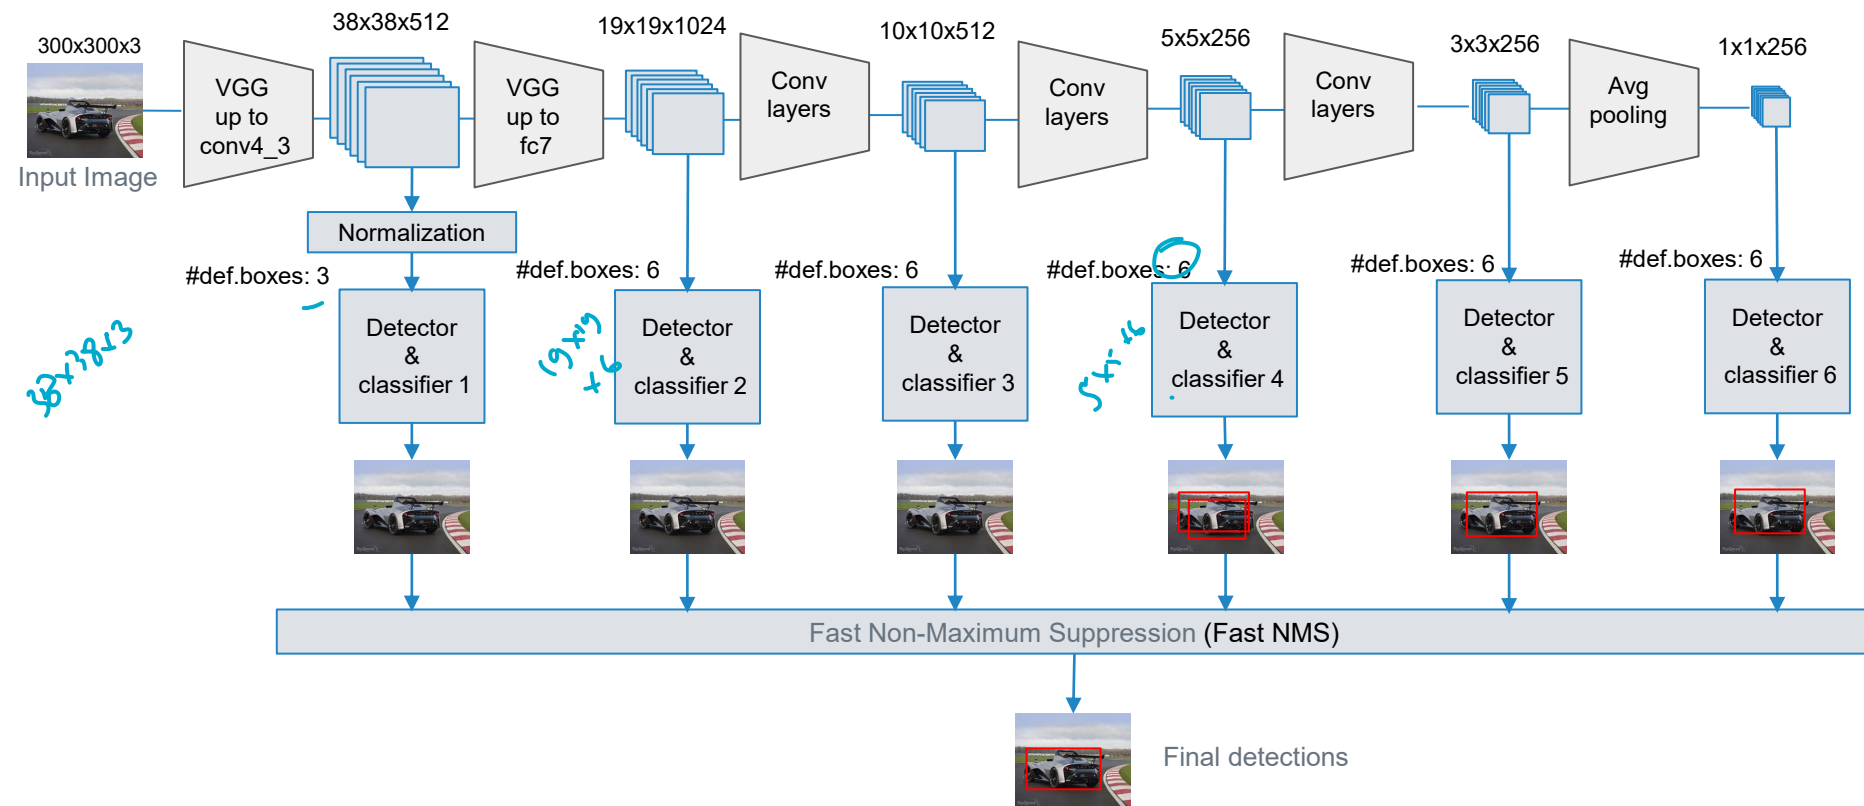 300x300x3
38x38x512
19x19x1024
10x10x512
5x5x256
3x3x256
1x1x256
VGG
up to
conv4_3
VGG
up to
fc7
Conv
layers
Conv
layers
Conv
layers
Avg
pooling
Input Image
Normalization
#def.boxes: 3
#def.boxes: 6
#def.boxes: 6
#def.boxes: 6
#def.boxes: 6
#def.boxes: 6
38x38x3
19x19
x6
5x5x6
Detector
&
classifier 1
Detector
&
classifier 2
Detector
&
classifier 3
Detector
&
classifier 4
Detector
&
classifier 5
Detector
&
classifier 6
Fast Non-Maximum Suppression (Fast NMS)
Final detections